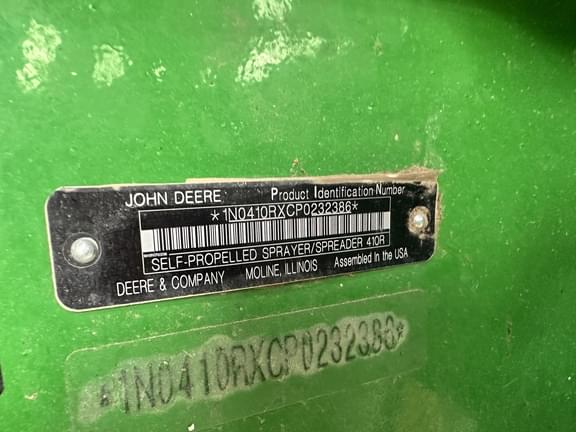 JOHN DEERE Product Identification Number
*1N0410RXCP0232386*
SELF-PROPELLED SPRAYER/SPREADER 410R
DEERE & COMPANY MOLINE, ILLINOIS Assembled In the USA
*1N0410RXCP0232386*